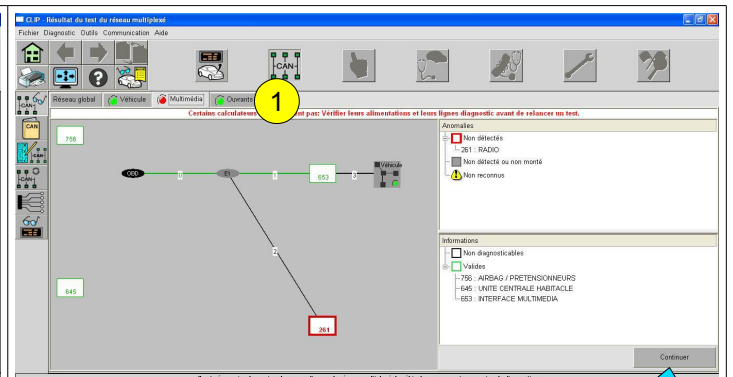 CLIP - Résultat du test du réseau multiplexé
Fichier Diagnostic Outils Communication Aide
-CAN-
Réseau global Véhicule Multimédia Ouvrants
1
Certains calculateurs nt pas: Vérifier leurs alimentations et leurs lignes diagnostic avant de relancer un test.
CAN
756
OBD
0
E1
1
653
3
Véhicule
2
645
261
Anomalies
Non détectés
261 : RADIO
Non détecté ou non monté
Non reconnus
Informations
Non diagnosticables
Valides
756 : AIRBAG / PRETENSIONNEURS
645 : UNITE CENTRALE HABITACLE
653 : INTERFACE MULTIMEDIA
Continuer